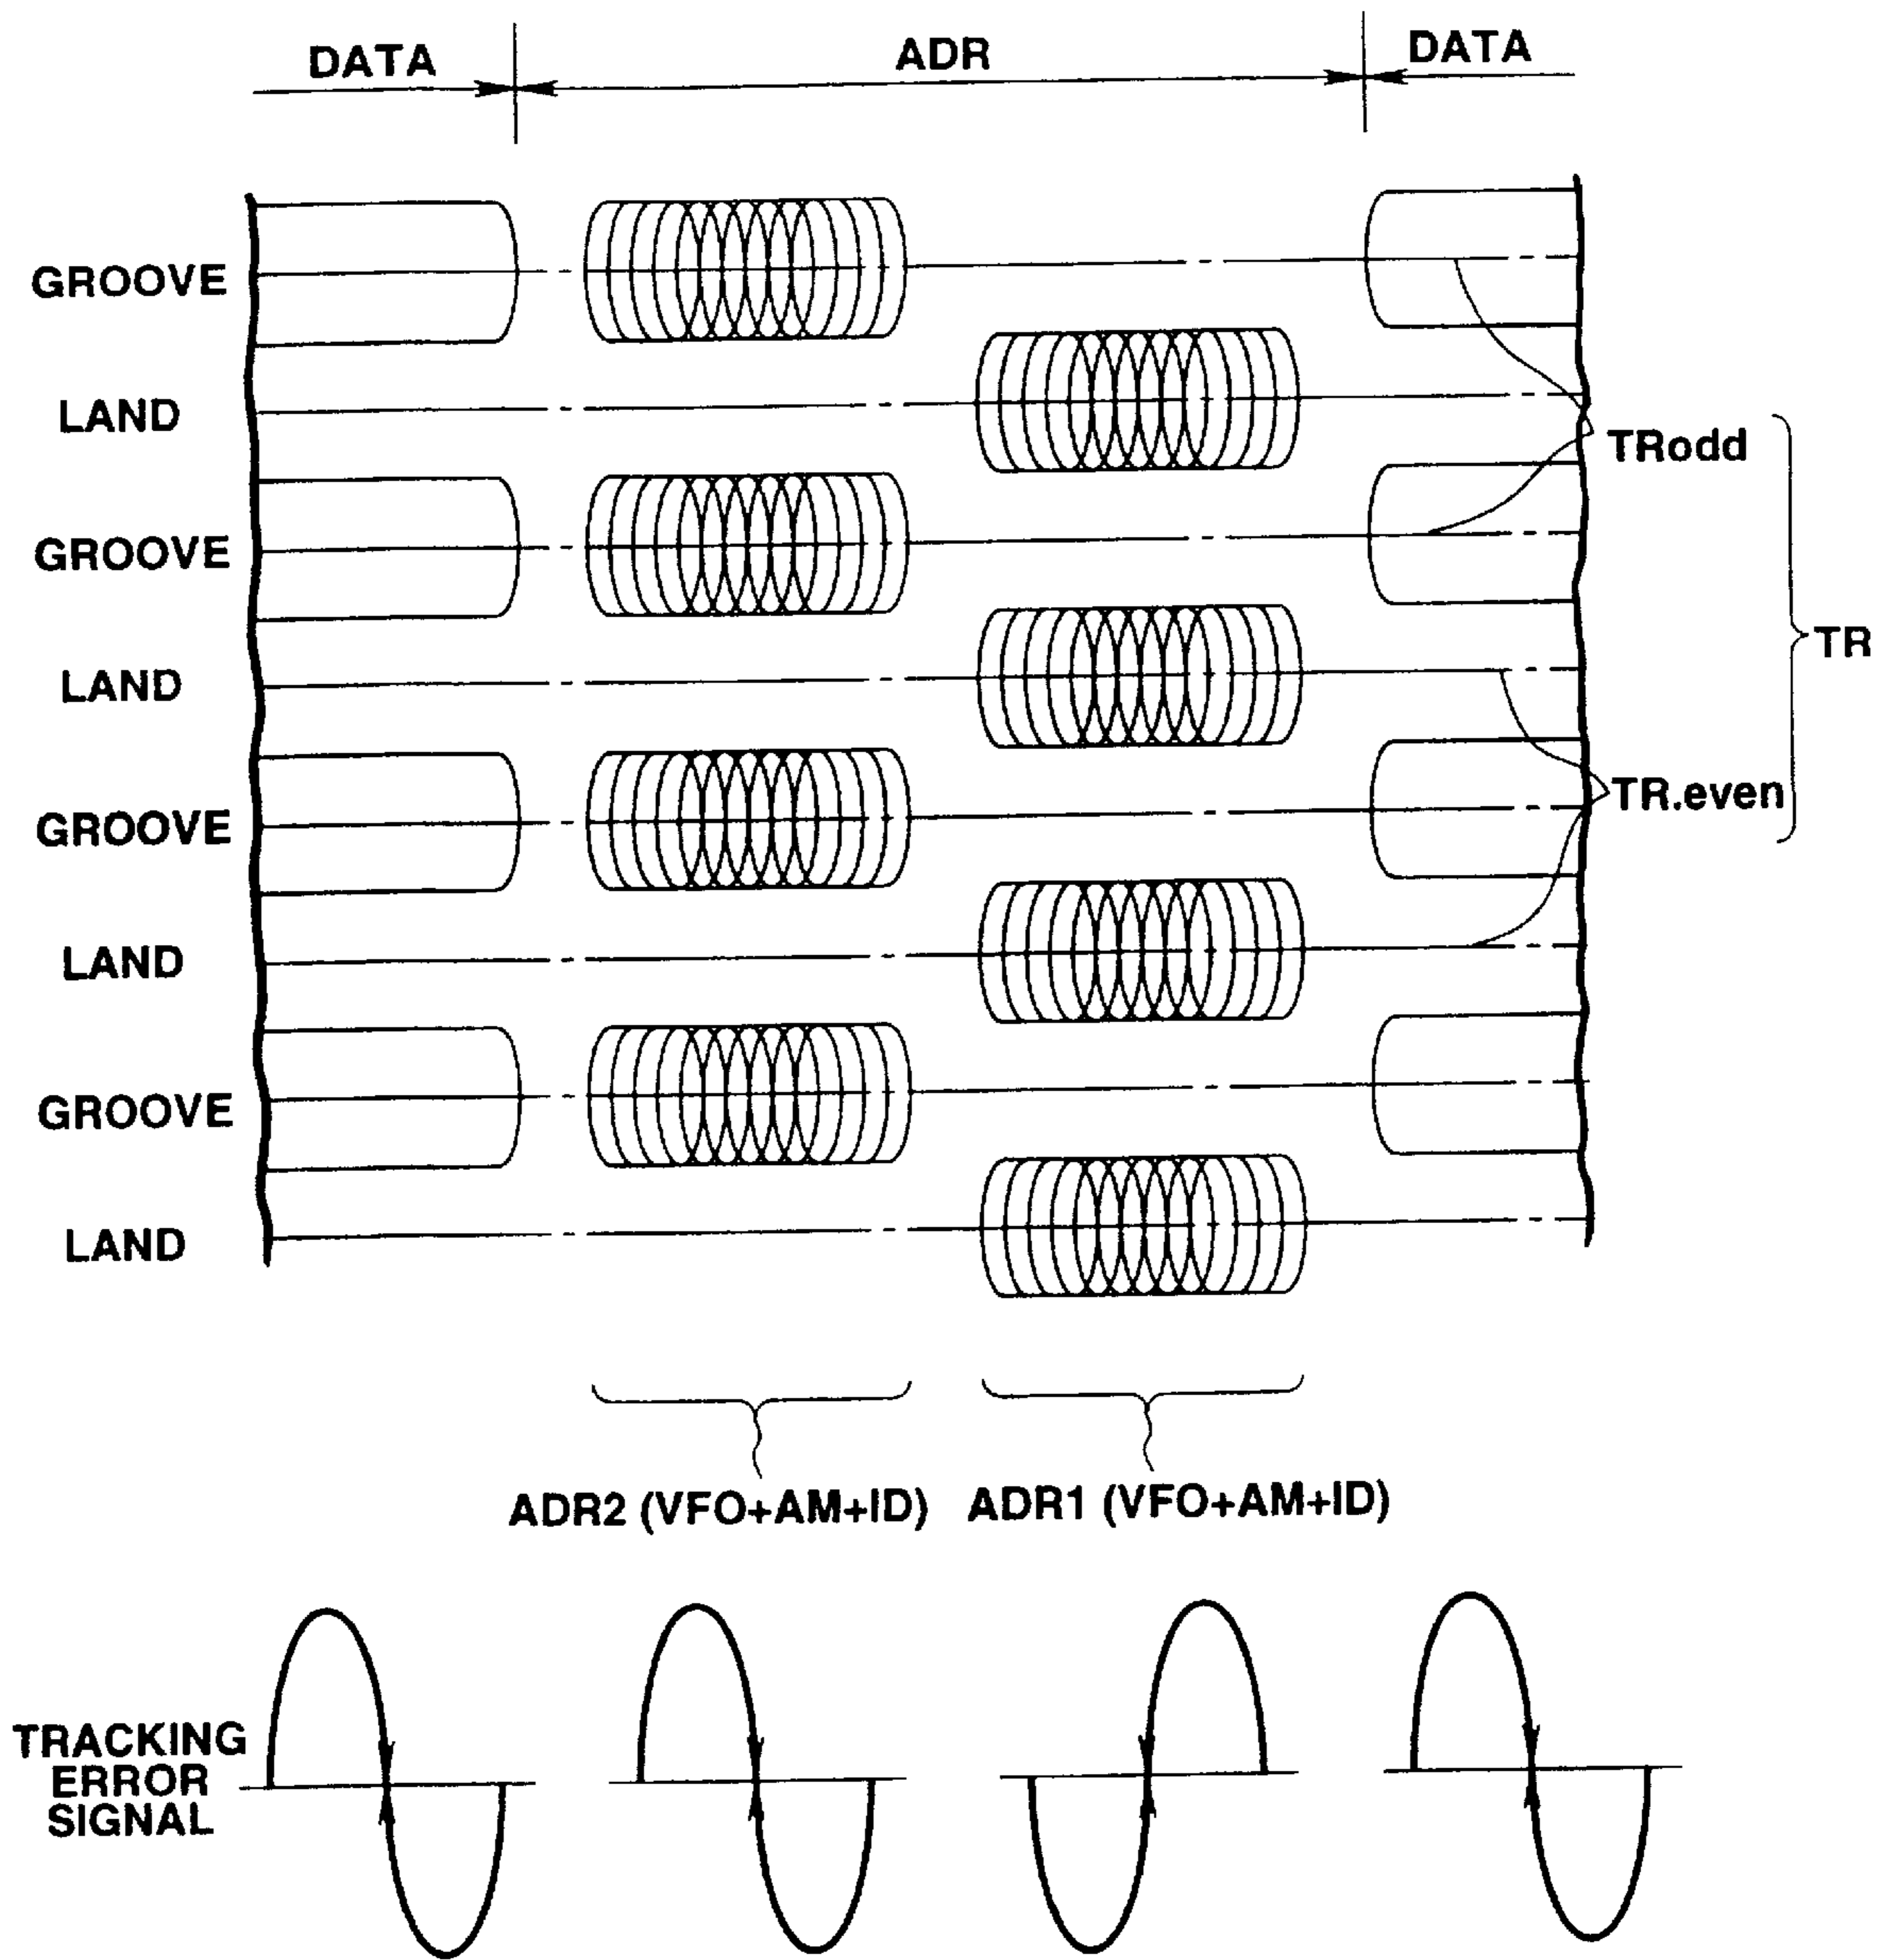 DATA ADR DATA
GROOVE
LAND
TRodd
GROOVE
TR
LAND
TR.even
GROOVE
LAND
GROOVE
LAND
ADR2 (VFO+AM+ID) ADR1 (VFO+AM+ID)
TRACKING
ERROR
SIGNAL